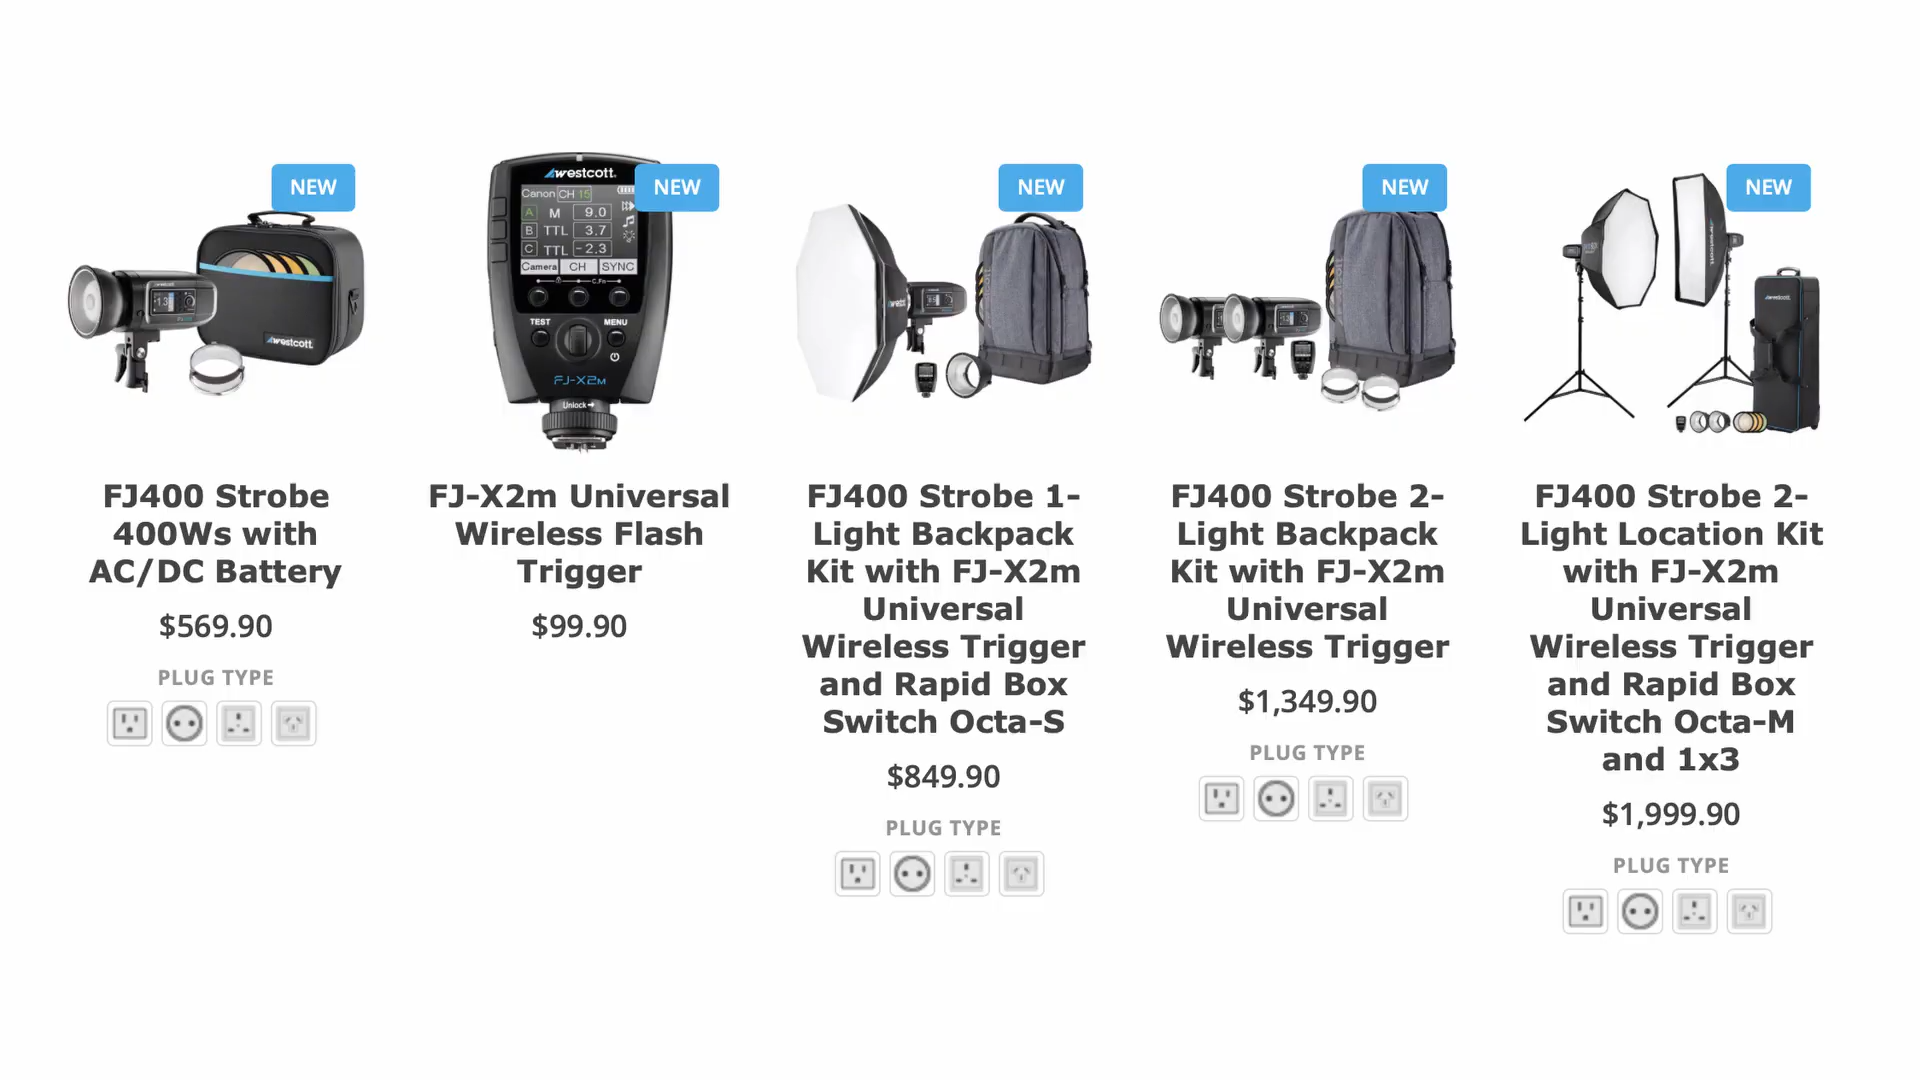 NEW
westcott
FJ400 Strobe
400Ws with
AC/DC Battery
$569.90
PLUG TYPE
NEW
westcott
Canon CH 15
A M 9.0
B TTL 3.7
C TTL -2.3
Camera CH SYNC
C.Fn
TEST MENU
FJ-X2M
Unlock→
FJ-X2m Universal
Wireless Flash
Trigger
$99.90
NEW
FJ400 Strobe 1-
Light Backpack
Kit with FJ-X2m
Universal
Wireless Trigger
and Rapid Box
Switch Octa-S
$849.90
PLUG TYPE
NEW
FJ400 Strobe 2-
Light Backpack
Kit with FJ-X2m
Universal
Wireless Trigger
$1,349.90
PLUG TYPE
NEW
westcott
westcott
FJ400 Strobe 2-
Light Location Kit
with FJ-X2m
Universal
Wireless Trigger
and Rapid Box
Switch Octa-M
and 1x3
$1,999.90
PLUG TYPE